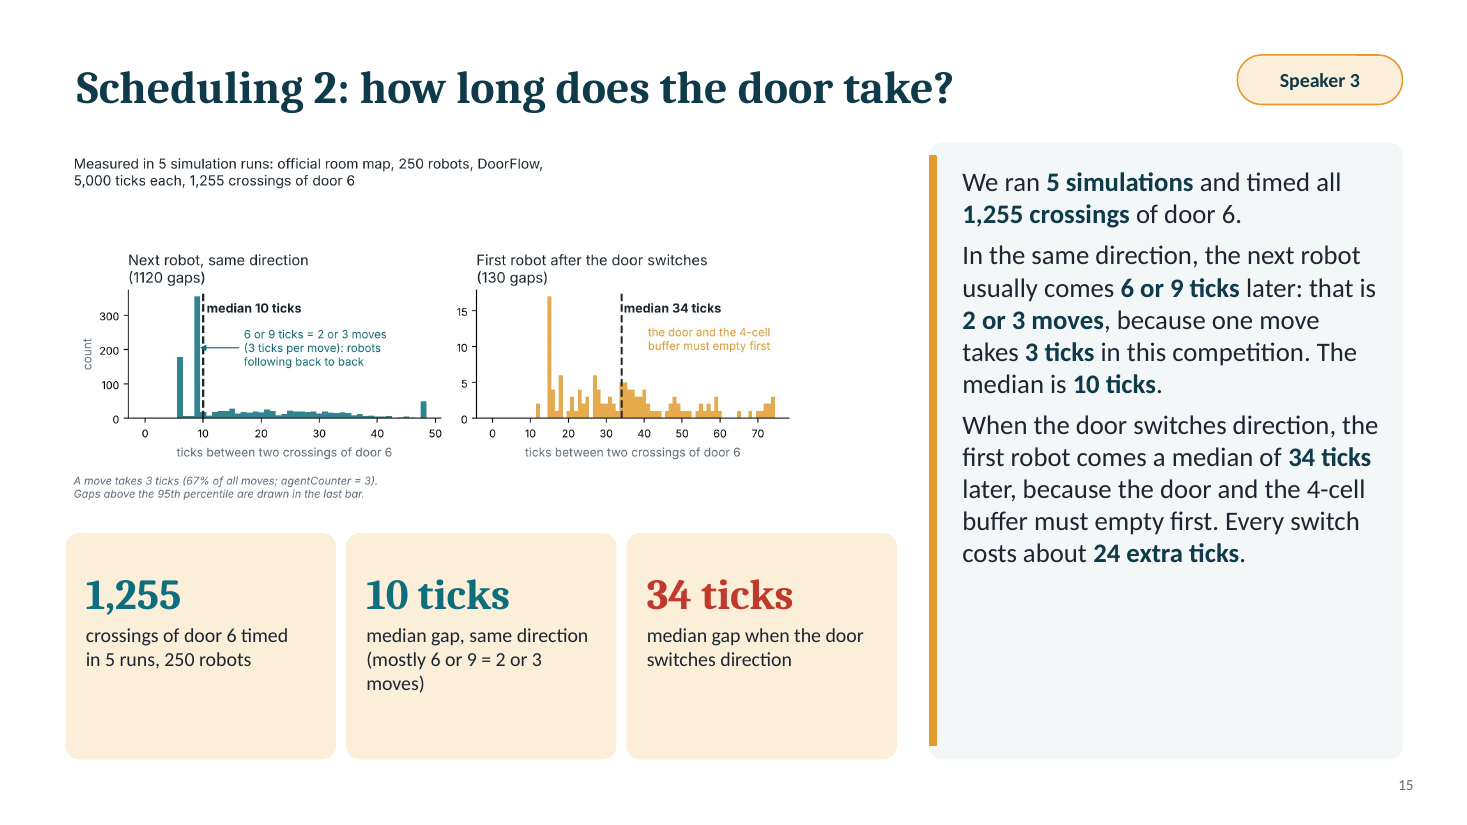 Scheduling 2: how long does the door take?
Speaker 3
Measured in 5 simulation runs: official room map, 250 robots, DoorFlow,
5,000 ticks each, 1,255 crossings of door 6
Next robot, same direction
(1120 gaps)
median 10 ticks
6 or 9 ticks = 2 or 3 moves
(3 ticks per move): robots
following back to back
count
300
200
100
0
0 10 20 30 40 50
ticks between two crossings of door 6
First robot after the door switches
(130 gaps)
median 34 ticks
the door and the 4-cell
buffer must empty first
15
10
5
0
0 10 20 30 40 50 60 70
ticks between two crossings of door 6
A move takes 3 ticks (67% of all moves; agentCounter = 3).
Gaps above the 95th percentile are drawn in the last bar.
1,255
crossings of door 6 timed
in 5 runs, 250 robots
10 ticks
median gap, same direction
(mostly 6 or 9 = 2 or 3
moves)
34 ticks
median gap when the door
switches direction
We ran 5 simulations and timed all
1,255 crossings of door 6.
In the same direction, the next robot
usually comes 6 or 9 ticks later: that is
2 or 3 moves, because one move
takes 3 ticks in this competition. The
median is 10 ticks.
When the door switches direction, the
first robot comes a median of 34 ticks
later, because the door and the 4-cell
buffer must empty first. Every switch
costs about 24 extra ticks.
15